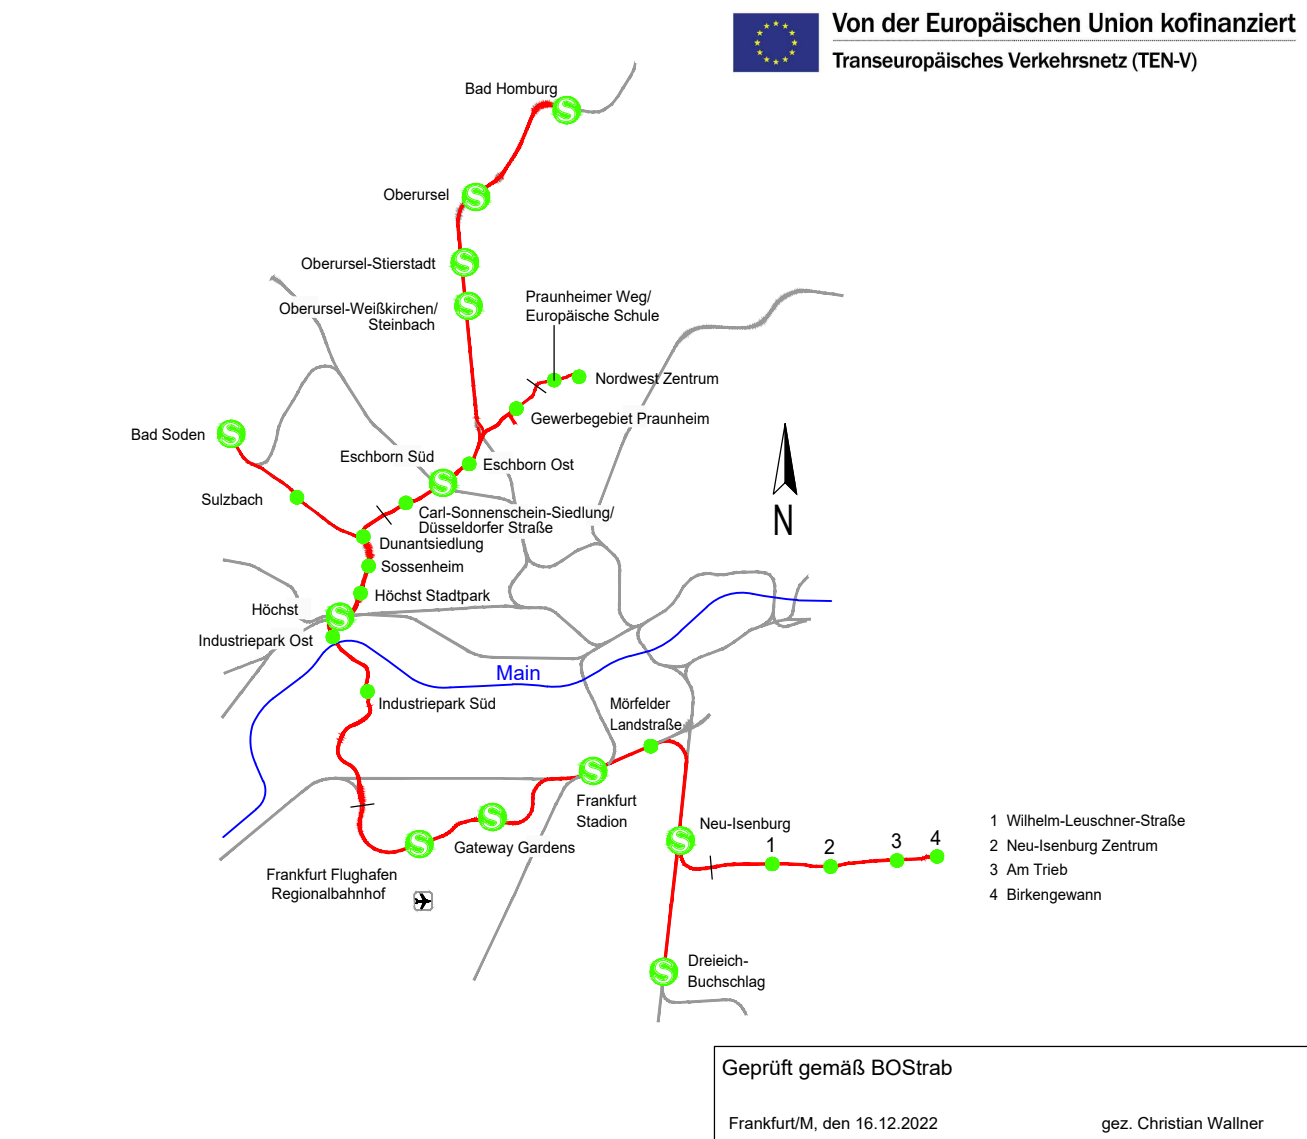 Von der Europäischen Union kofinanziert
Transeuropäisches Verkehrsnetz (TEN-V)
Bad Homburg
S
Oberursel
S
Oberursel-Stierstadt
S
Oberursel-Weißkirchen/
Steinbach
S
Praunheimer Weg/
Europäische Schule
Nordwest Zentrum
Gewerbegebiet Praunheim
Bad Soden
S
Eschborn Süd
S
Eschborn Ost
Sulzbach
Carl-Sonnenschein-Siedlung/
Düsseldorfer Straße
Dunantsiedlung
Sossenheim
Höchst Stadtpark
Höchst
S
Industriepark Ost
N
Main
Industriepark Süd
Mörfelder
Landstraße
S
Frankfurt
Stadion
S
Gateway Gardens
S
Frankfurt Flughafen
Regionalbahnhof
Neu-Isenburg
S
1
2
3
4
1 Wilhelm-Leuschner-Straße
2 Neu-Isenburg Zentrum
3 Am Trieb
4 Birkengewann
S
Dreieich-
Buchschlag
Geprüft gemäß BOStrab
Frankfurt/M, den 16.12.2022 gez. Christian Wallner